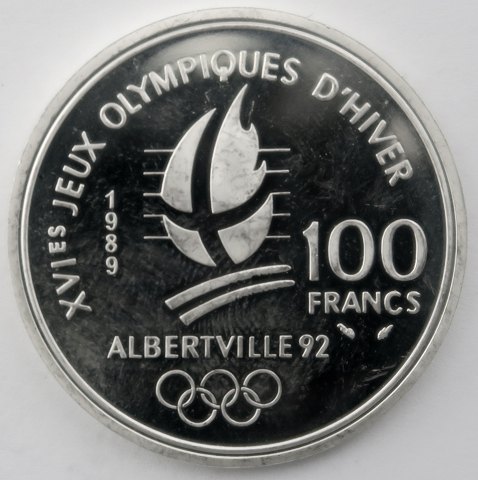 XVIES JEUX OLYMPIQUES D'HIVER
1989
100
FRANCS
ALBERTVILLE 92